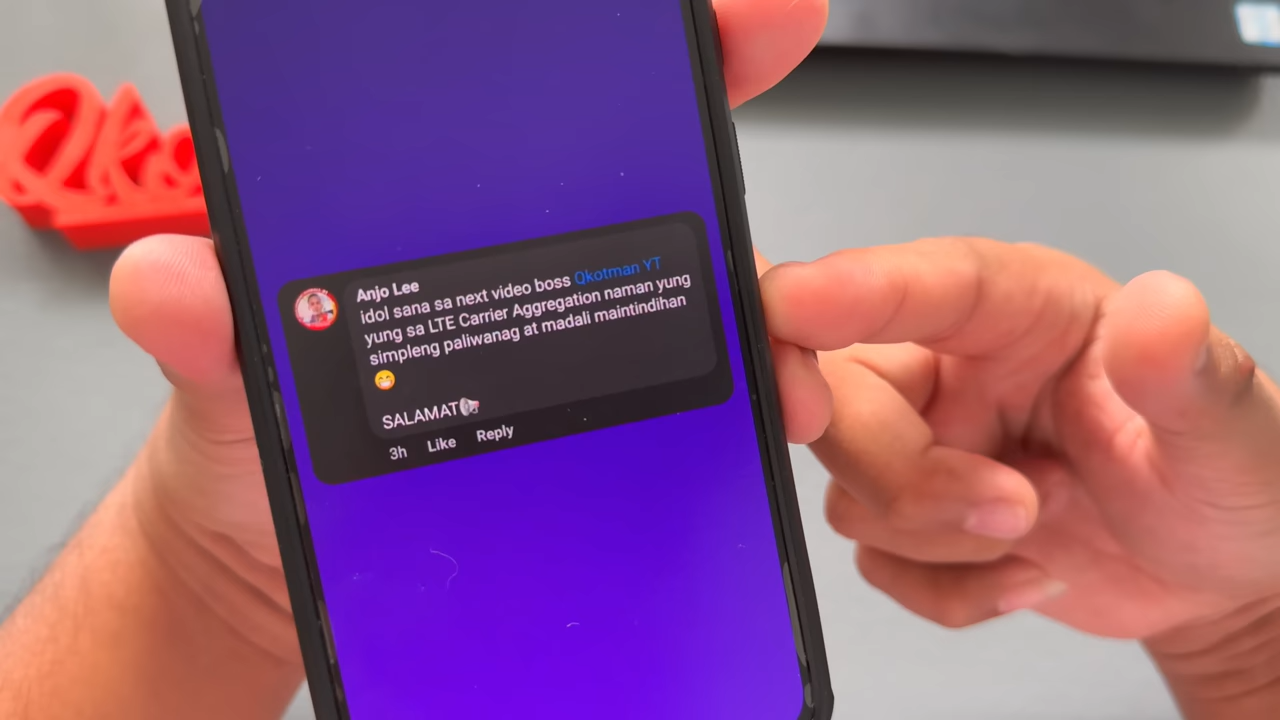 Qko
Anjo Lee
idol sana sa next video boss Qkotman YT
yung sa LTE Carrier Aggregation naman yung
simpleng paliwanag at madali maintindihan
😁
SALAMAT📢
3h Like Reply